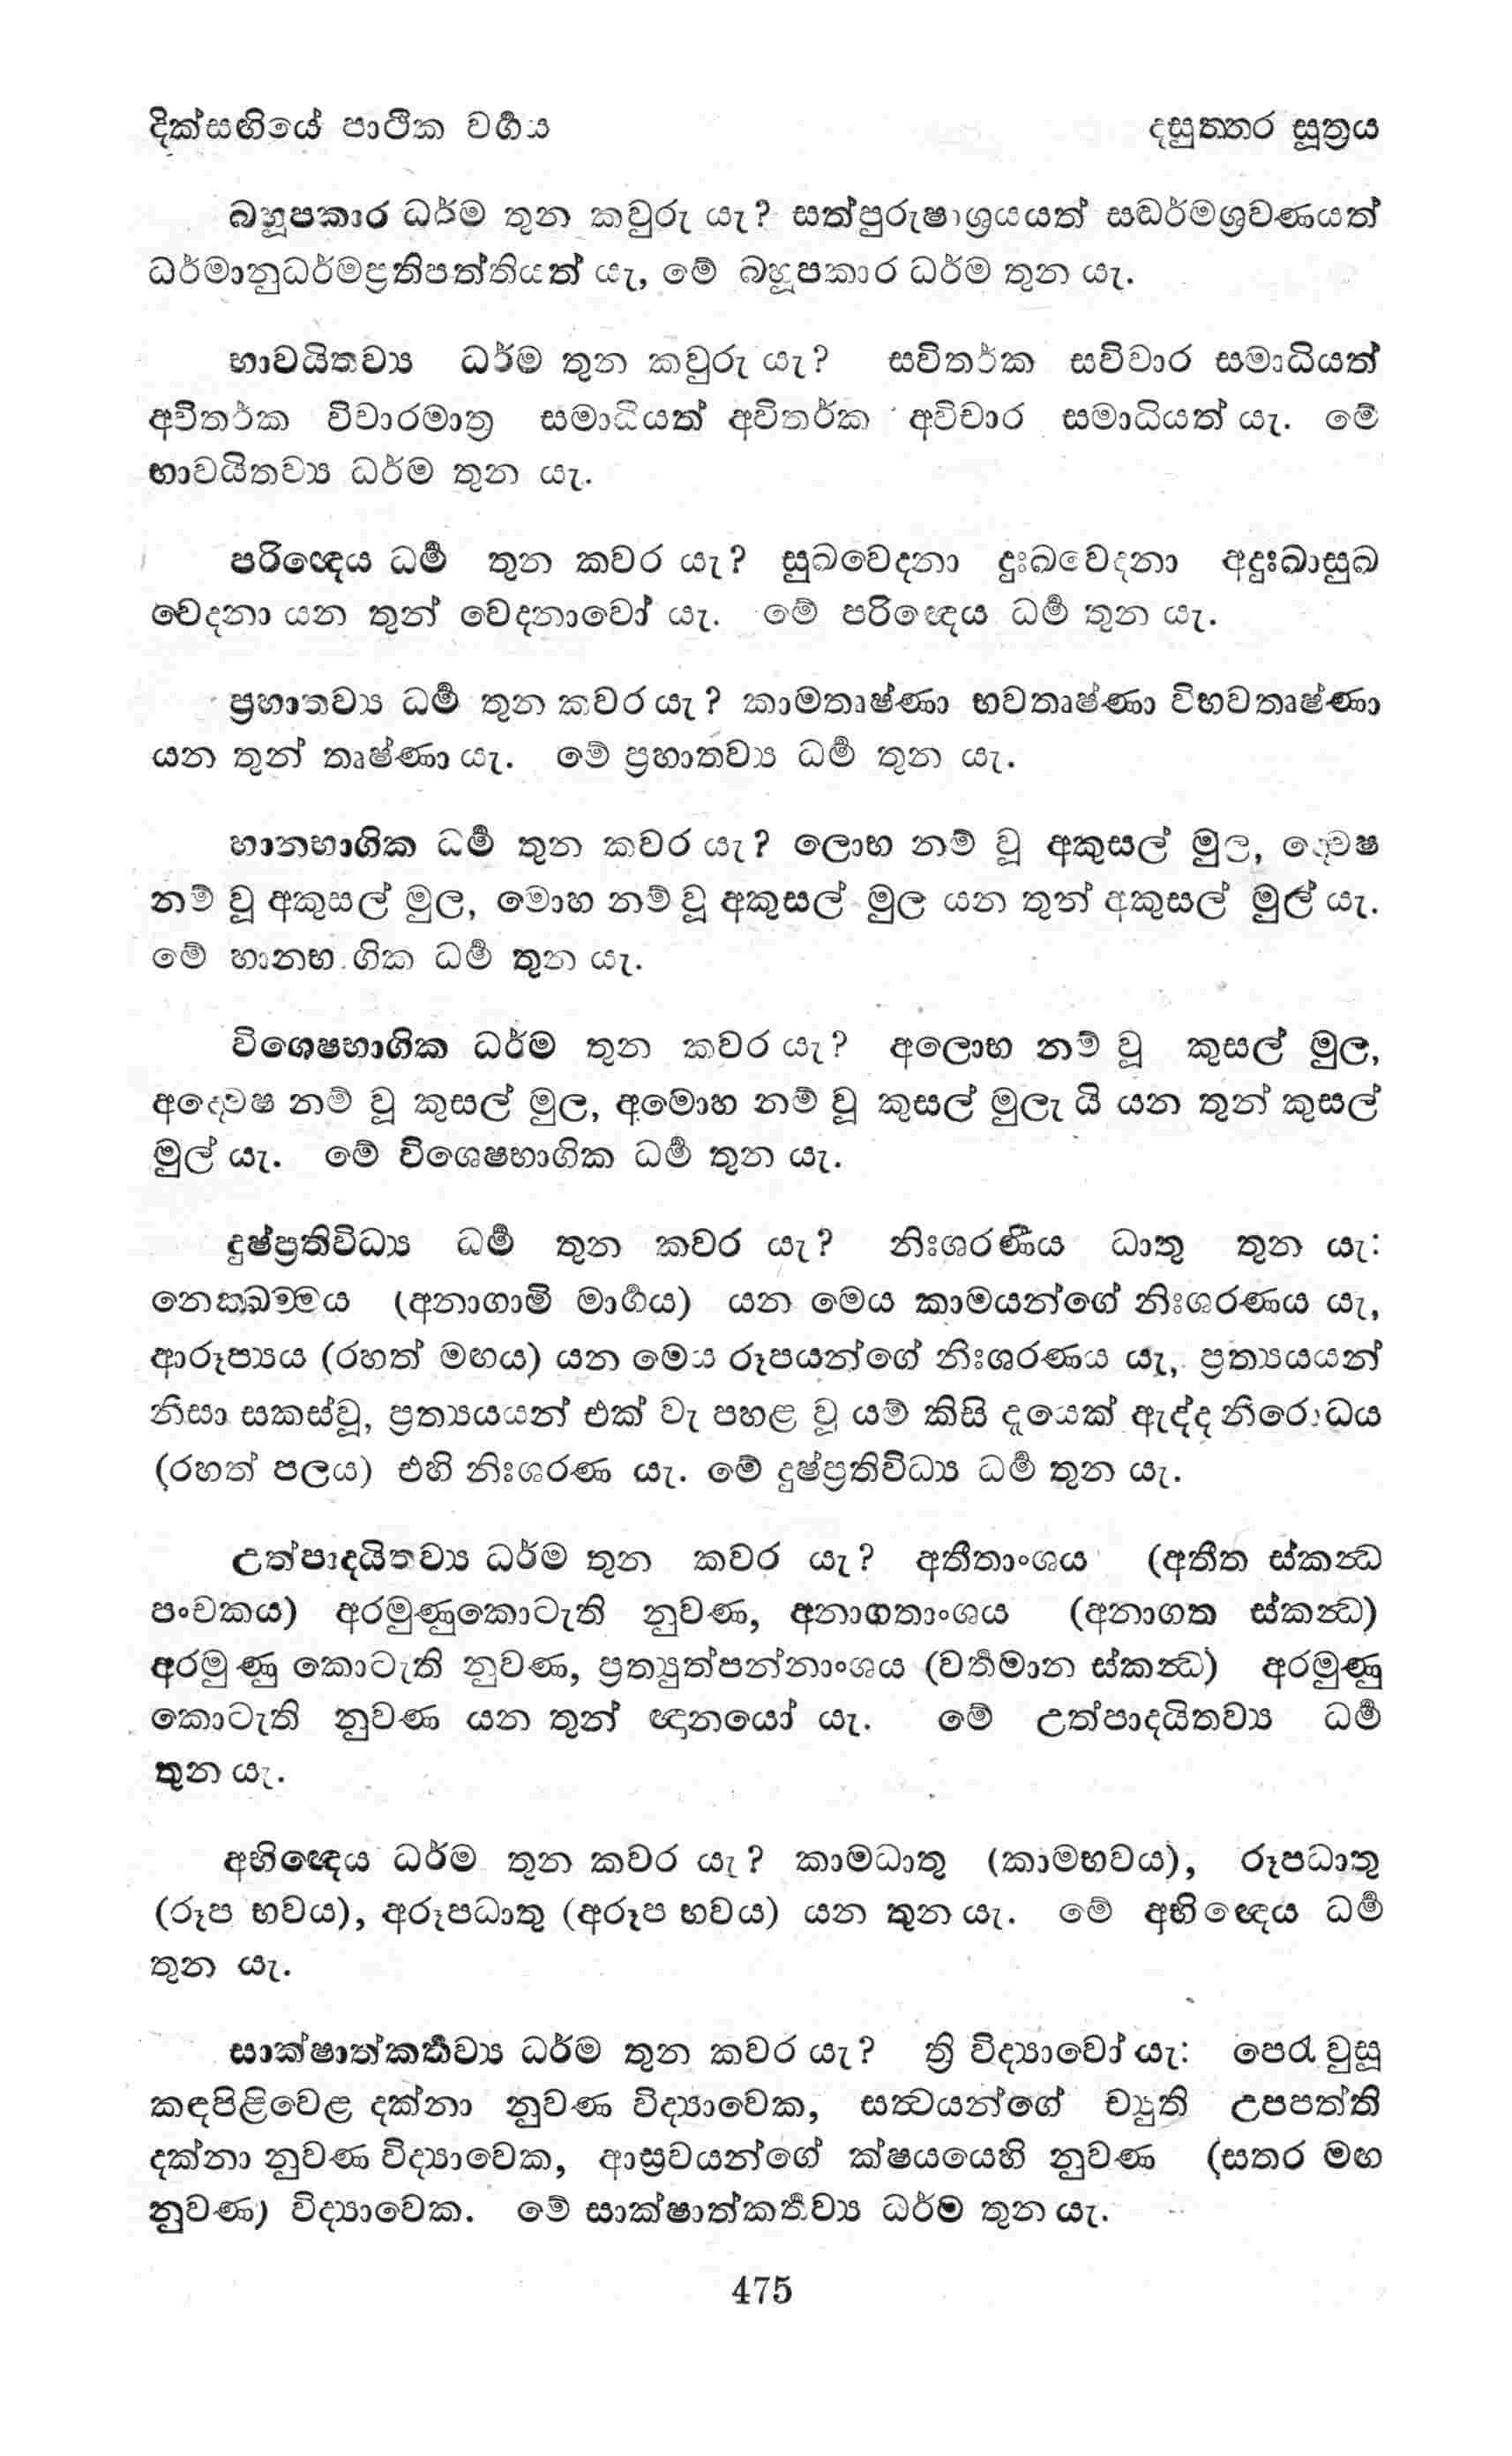 දික්සඟියේ පාථික වර්‍ගය
දසුත්තර සූත්‍රය
බහූපකාර ධර්ම තුන කවුරු යැ? සත්පුරුෂාශ්‍රයයත් සද්ධර්මශ්‍රවණයත්
ධර්මානුධර්මප්‍රතිපත්තියත් යැ, මේ බහූපකාර ධර්ම තුන යැ.
භාවයිතව්‍ය ධර්ම තුන කවුරු යැ? සවිතර්ක සවිචාර සමාධියත්
අවිතර්ක විචාරමාත්‍ර සමාධියත් අවිතර්ක අවිචාර සමාධියත් යැ. මේ
භාවයිතව්‍ය ධර්ම තුන යැ.
පරිඥෙය ධර්‍ම තුන කවර යැ? සුඛවෙදනා දුඃඛවෙදනා අදුඃඛාසුඛ
වෙදනා යන තුන් වෙදනාවෝ යැ. මේ පරිඥෙය ධර්‍ම තුන යැ.
ප්‍රහාතව්‍ය ධර්‍ම තුන කවර යැ? කාමතෘෂ්ණා භවතෘෂ්ණා විභවතෘෂ්ණා
යන තුන් තෘෂ්ණා යැ. මේ ප්‍රහාතව්‍ය ධර්‍ම තුන යැ.
හානභාගික ධර්‍ම තුන කවර යැ? ලොභ නම් වූ අකුසල් මුල, ද්‍වෙෂ
නම් වූ අකුසල් මුල, මොහ නම් වූ අකුසල් මුල යන තුන් අකුසල් මුල් යැ.
මේ හානභාගික ධර්‍ම තුන යැ.
විශෙෂභාගික ධර්ම තුන කවර යැ? අලොභ නම් වූ කුසල් මුල,
අද්‍වෙෂ නම් වූ කුසල් මුල, අමොහ නම් වූ කුසල් මුලැ යි යන තුන් කුසල්
මුල් යැ. මේ විශෙෂභාගික ධර්‍ම තුන යැ.
දුෂ්ප්‍රතිවිධ්‍ය ධර්‍ම තුන කවර යැ? නිඃශරණීය ධාතු තුන යැ:
නෙක්ඛම්මය (අනාගාමි මාර්‍ගය) යන මෙය කාමයන්ගේ නිඃශරණය යැ,
ආරූප්‍යය (රහත් මඟය) යන මෙය රූපයන්ගේ නිඃශරණය යැ, ප්‍රත්‍යයයන්
නිසා සකස්වූ, ප්‍රත්‍යයයන් එක් වැ පහළ වූ යම් කිසි දැයෙක් ඇද්ද නිරොධය
(රහත් පලය) එහි නිඃශරණ යැ. මේ දුෂ්ප්‍රතිවිධ්‍ය ධර්‍ම තුන යැ.
උත්පාදයිතව්‍ය ධර්ම තුන කවර යැ? අතීතාංශය (අතීත ස්කන්‍ධ
පංචකය) අරමුණුකොටැති නුවණ, අනාගතාංශය (අනාගත ස්කන්‍ධ)
අරමුණු කොටැති නුවණ, ප්‍රත්‍යුත්පන්නාංශය (වර්‍තමාන ස්කන්‍ධ) අරමුණු
කොටැති නුවණ යන තුන් ඥානයෝ යැ. මේ උත්පාදයිතව්‍ය ධර්‍ම
තුන යැ.
අභිඥෙය ධර්ම තුන කවර යැ? කාමධාතු (කාමභවය), රූපධාතු
(රූප භවය), අරූපධාතු (අරූප භවය) යන තුන යැ. මේ අභිඥෙය ධර්‍ම
තුන යැ.
සාක්ෂාත්කර්‍තව්‍ය ධර්ම තුන කවර යැ? ත්‍රි විද්‍යාවෝ යැ: පෙරැ වුසූ
කඳපිළිවෙළ දක්නා නුවණ විද්‍යාවෙක, සත්‍වයන්ගේ ච්‍යුති උපපත්ති
දක්නා නුවණ විද්‍යාවෙක, ආස්‍රවයන්ගේ ක්ෂයයෙහි නුවණ (සතර මඟ
නුවණ) විද්‍යාවෙක. මේ සාක්ෂාත්කර්‍තව්‍ය ධර්ම තුන යැ.
475